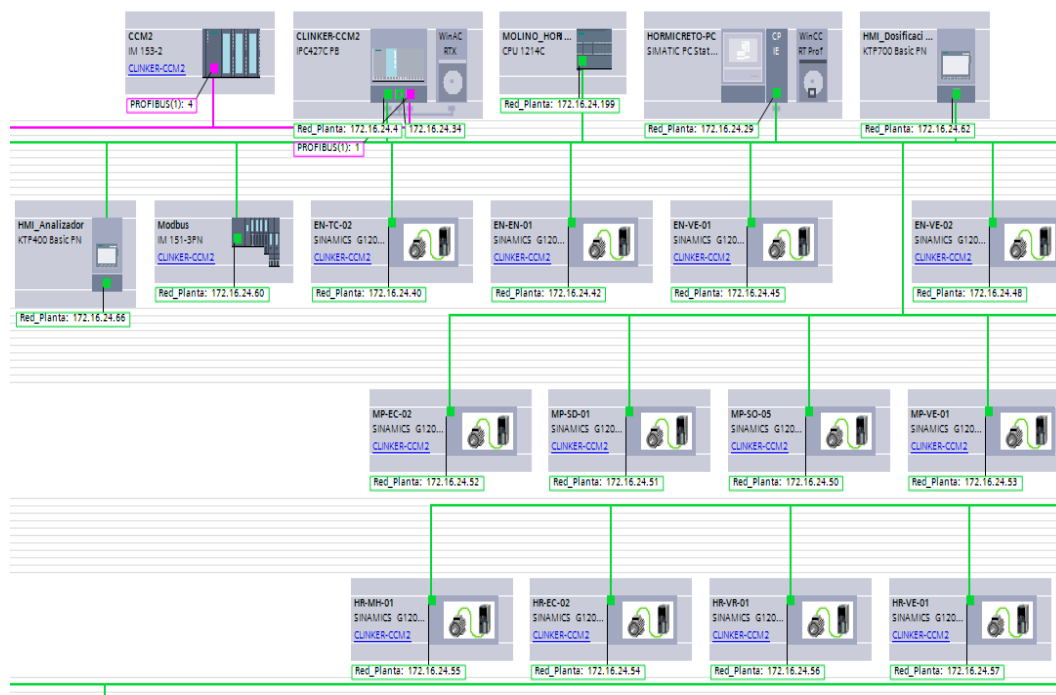 CCM2
IM 153-2
CLINKER-CCM2
PROFIBUS(1): 4
CLINKER-CCM2
IPC427C PB
WinAC
RTX
Red_Planta: 172.16.24.4
172.16.24.34
PROFIBUS(1): 1
MOLINO_HORI...
CPU 1214C
Red_Planta: 172.16.24.199
HORMICRETO-PC
SIMATIC PC Stat...
CP
IE
WinCC
RT Prof
Red_Planta: 172.16.24.29
HMI_Dosificaci...
KTP700 Basic PN
Red_Planta: 172.16.24.62
HMI_Analizador
KTP400 Basic PN
Red_Planta: 172.16.24.66
Modbus
IM 151-3PN
CLINKER-CCM2
Red_Planta: 172.16.24.60
EN-TC-02
SINAMICS G120...
CLINKER-CCM2
Red_Planta: 172.16.24.40
EN-EN-01
SINAMICS G120...
CLINKER-CCM2
Red_Planta: 172.16.24.42
EN-VE-01
SINAMICS G120...
CLINKER-CCM2
Red_Planta: 172.16.24.45
EN-VE-02
SINAMICS G120...
CLINKER-CCM2
Red_Planta: 172.16.24.48
MP-EC-02
SINAMICS G120...
CLINKER-CCM2
Red_Planta: 172.16.24.52
MP-SD-01
SINAMICS G120...
CLINKER-CCM2
Red_Planta: 172.16.24.51
MP-SO-05
SINAMICS G120...
CLINKER-CCM2
Red_Planta: 172.16.24.50
MP-VE-01
SINAMICS G120...
CLINKER-CCM2
Red_Planta: 172.16.24.53
HR-MH-01
SINAMICS G120...
CLINKER-CCM2
Red_Planta: 172.16.24.55
HR-EC-02
SINAMICS G120...
CLINKER-CCM2
Red_Planta: 172.16.24.54
HR-VR-01
SINAMICS G120...
CLINKER-CCM2
Red_Planta: 172.16.24.56
HR-VE-01
SINAMICS G120...
CLINKER-CCM2
Red_Planta: 172.16.24.57